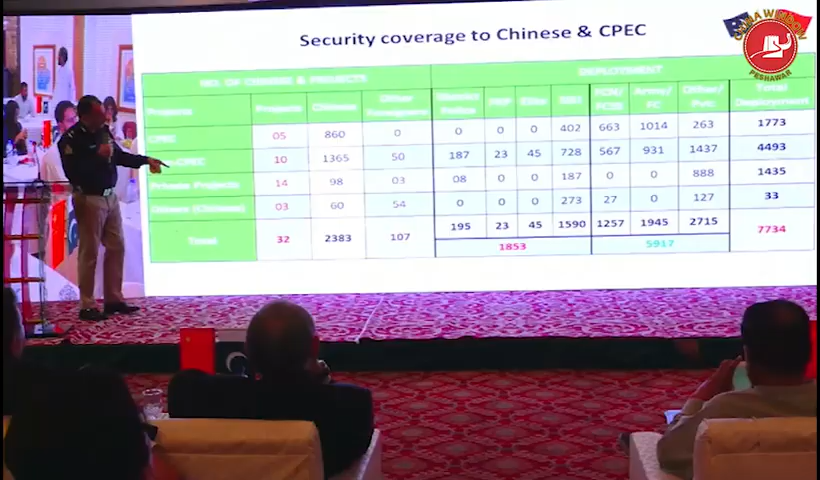 Security coverage to Chinese & CPEC
CHINA WINDOW
PESHAWAR
NO. OF CHINESE & PROJECTS DEPLOYMENT
Projects Projects Chinese Other Foreigners District Police Elite Army/ FC Other/ Pvt: Total Deployment
CPEC 05 860 0 0 0 0 402 663 1014 263 1773
CPEC 10 1365 50 187 23 45 728 567 931 1437 4493
Private Projects 14 98 03 08 0 0 187 0 0 888 1435
(Chinese) 03 60 54 0 0 0 273 27 0 127 33
Total 32 2383 107 195 23 45 1590 1257 1945 2715 7734
1853 5917